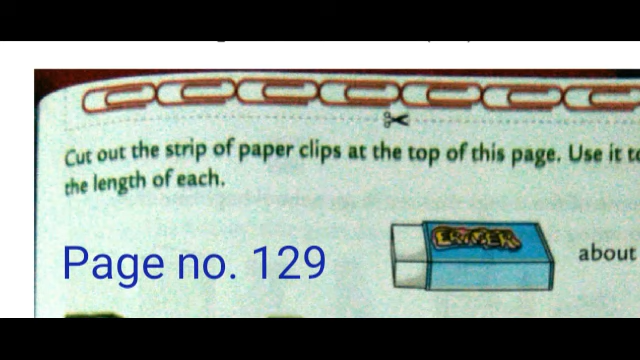 Cut out the strip of paper clips at the top of this page. Use it to
the length of each.
ERASER
about
Page no. 129